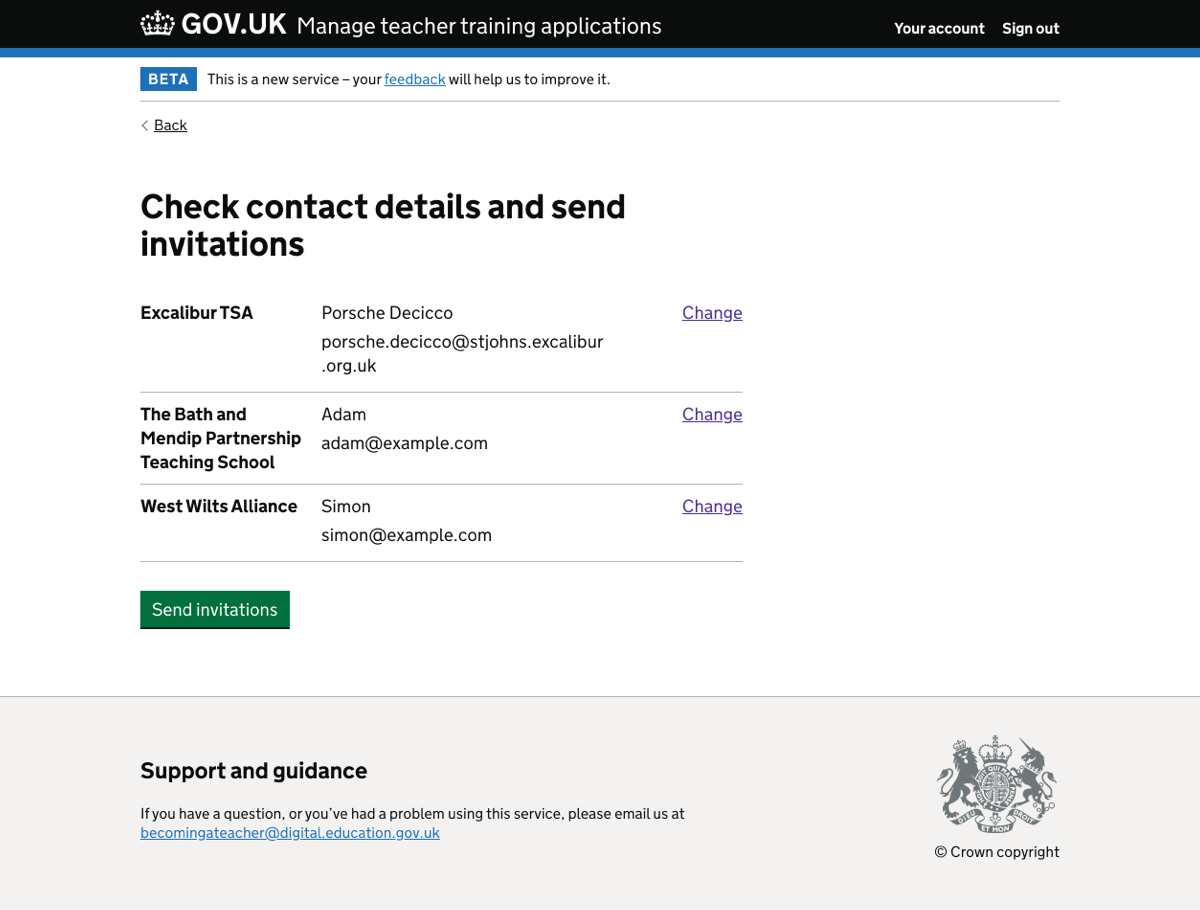 GOV.UK Manage teacher training applications
Your account Sign out
BETA This is a new service – your feedback will help us to improve it.
Back
Check contact details and send
invitations
Excalibur TSA
Porsche Decicco
porsche.decicco@stjohns.excalibur
.org.uk
Change
The Bath and
Mendip Partnership
Teaching School
Adam
adam@example.com
Change
West Wilts Alliance
Simon
simon@example.com
Change
Send invitations
Support and guidance
If you have a question, or you’ve had a problem using this service, please email us at
becomingateacher@digital.education.gov.uk
DIEU ET MON DROIT
© Crown copyright